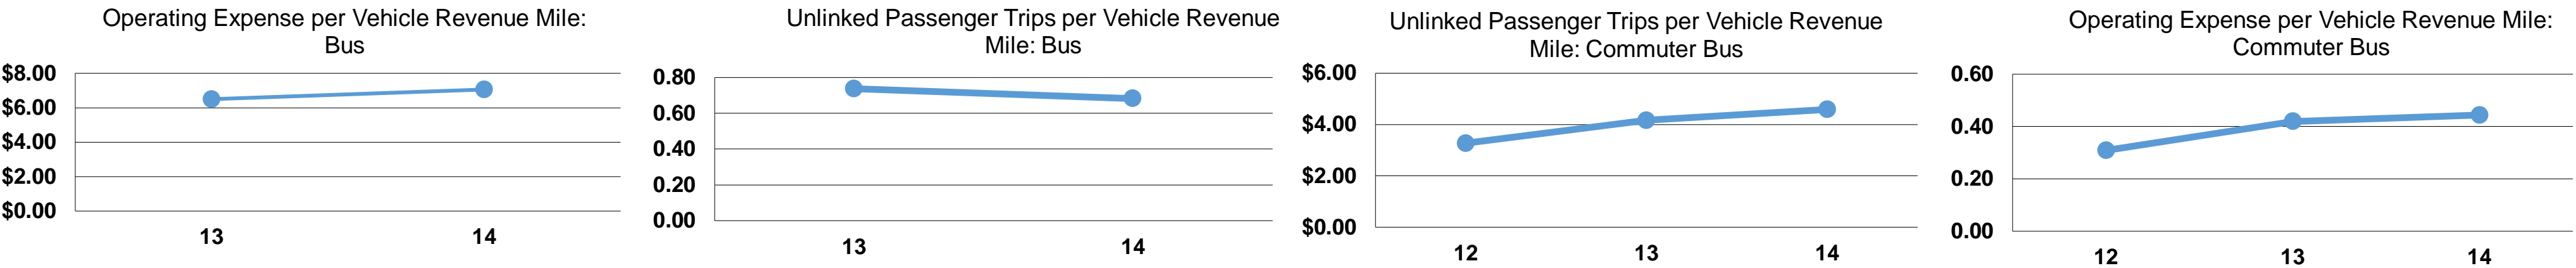 Operating Expense per Vehicle Revenue Mile:
Bus
$8.00
$6.00
$4.00
$2.00
$0.00
13 14
Unlinked Passenger Trips per Vehicle Revenue
Mile: Bus
0.80
0.60
0.40
0.20
0.00
13 14
Unlinked Passenger Trips per Vehicle Revenue
Mile: Commuter Bus
$6.00
$4.00
$2.00
$0.00
12 13 14
Operating Expense per Vehicle Revenue Mile:
Commuter Bus
0.60
0.40
0.20
0.00
12 13 14